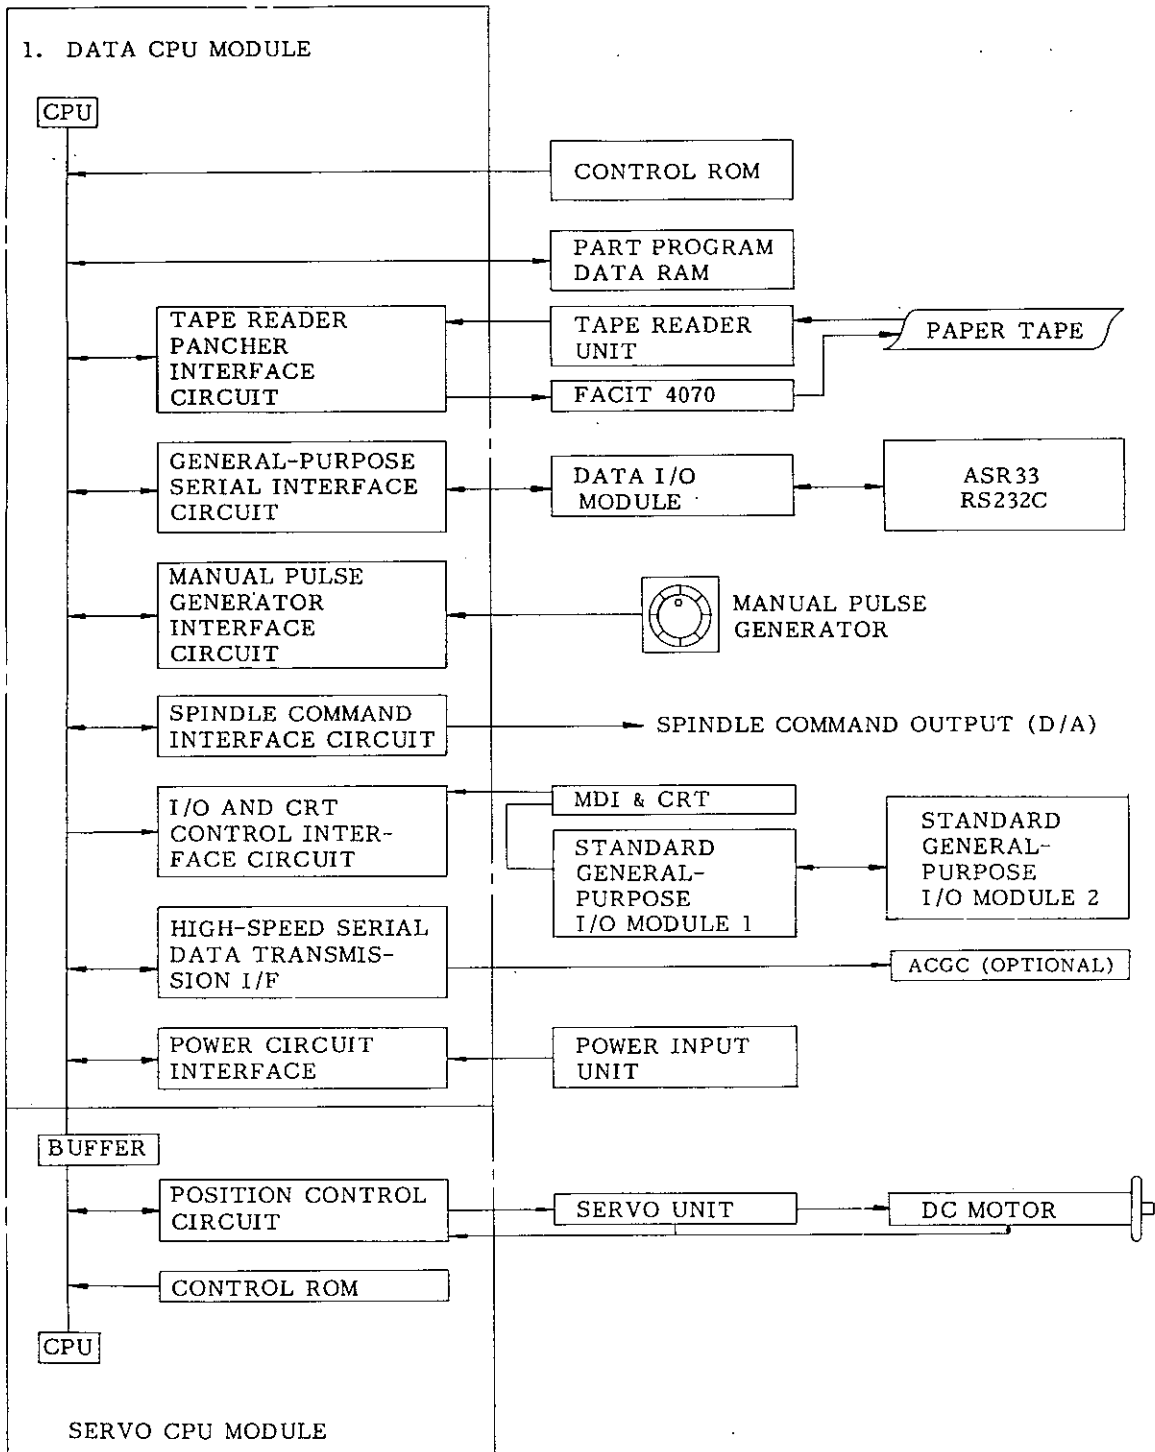 1. DATA CPU MODULE
CPU
CONTROL ROM
PART PROGRAM
DATA RAM
TAPE READER
PANCHER
INTERFACE
CIRCUIT
TAPE READER
UNIT
PAPER TAPE
FACIT 4070
GENERAL-PURPOSE
SERIAL INTERFACE
CIRCUIT
DATA I/O
MODULE
ASR33
RS232C
MANUAL PULSE
GENERATOR
INTERFACE
CIRCUIT
MANUAL PULSE
GENERATOR
SPINDLE COMMAND
INTERFACE CIRCUIT
SPINDLE COMMAND OUTPUT (D/A)
I/O AND CRT
CONTROL INTER-
FACE CIRCUIT
MDI & CRT
STANDARD
GENERAL-
PURPOSE
I/O MODULE 1
STANDARD
GENERAL-
PURPOSE
I/O MODULE 2
HIGH-SPEED SERIAL
DATA TRANSMIS-
SION I/F
ACGC (OPTIONAL)
POWER CIRCUIT
INTERFACE
POWER INPUT
UNIT
BUFFER
POSITION CONTROL
CIRCUIT
SERVO UNIT
DC MOTOR
CONTROL ROM
CPU
SERVO CPU MODULE